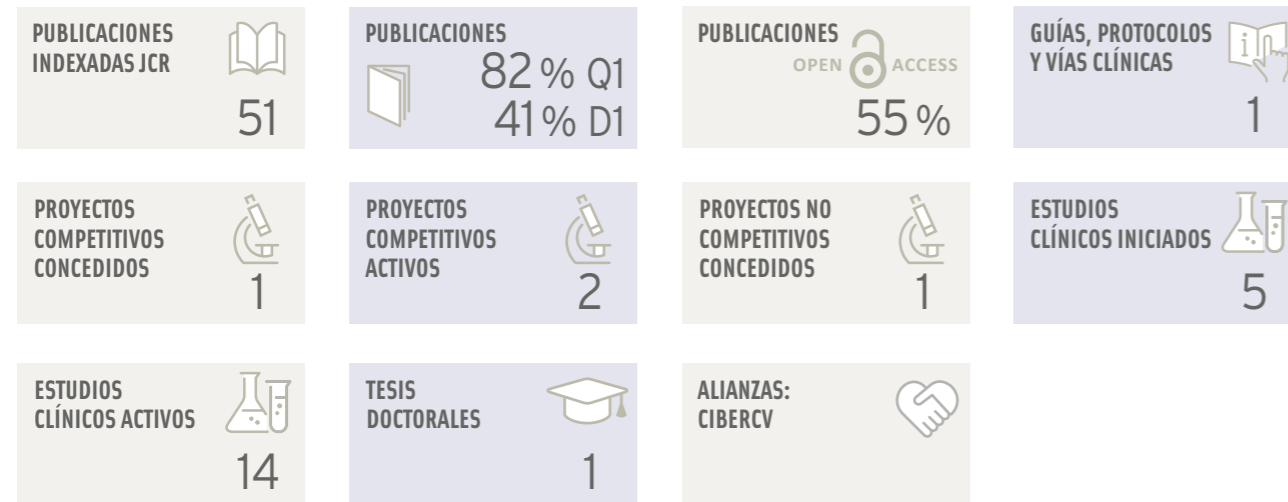 PUBLICACIONES
INDEXADAS JCR
51
PUBLICACIONES
82 % Q1
41 % D1
PUBLICACIONES
OPEN ACCESS
55 %
GUÍAS, PROTOCOLOS
Y VÍAS CLÍNICAS
i
1
PROYECTOS
COMPETITIVOS
CONCEDIDOS
1
PROYECTOS
COMPETITIVOS
ACTIVOS
2
PROYECTOS NO
COMPETITIVOS
CONCEDIDOS
1
ESTUDIOS
CLÍNICOS INICIADOS
5
ESTUDIOS
CLÍNICOS ACTIVOS
14
TESIS
DOCTORALES
1
ALIANZAS:
CIBERCV